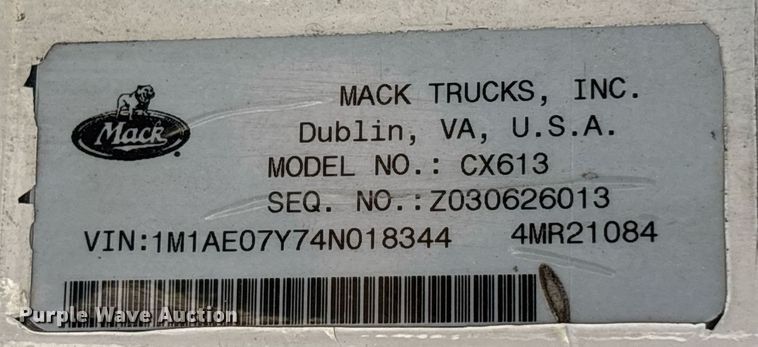 Mack
MACK TRUCKS, INC.
Dublin, VA, U.S.A.
MODEL NO.: CX613
SEQ. NO.:Z030626013
VIN:1M1AE07Y74N018344 4MR21084
Purple Wave Auction